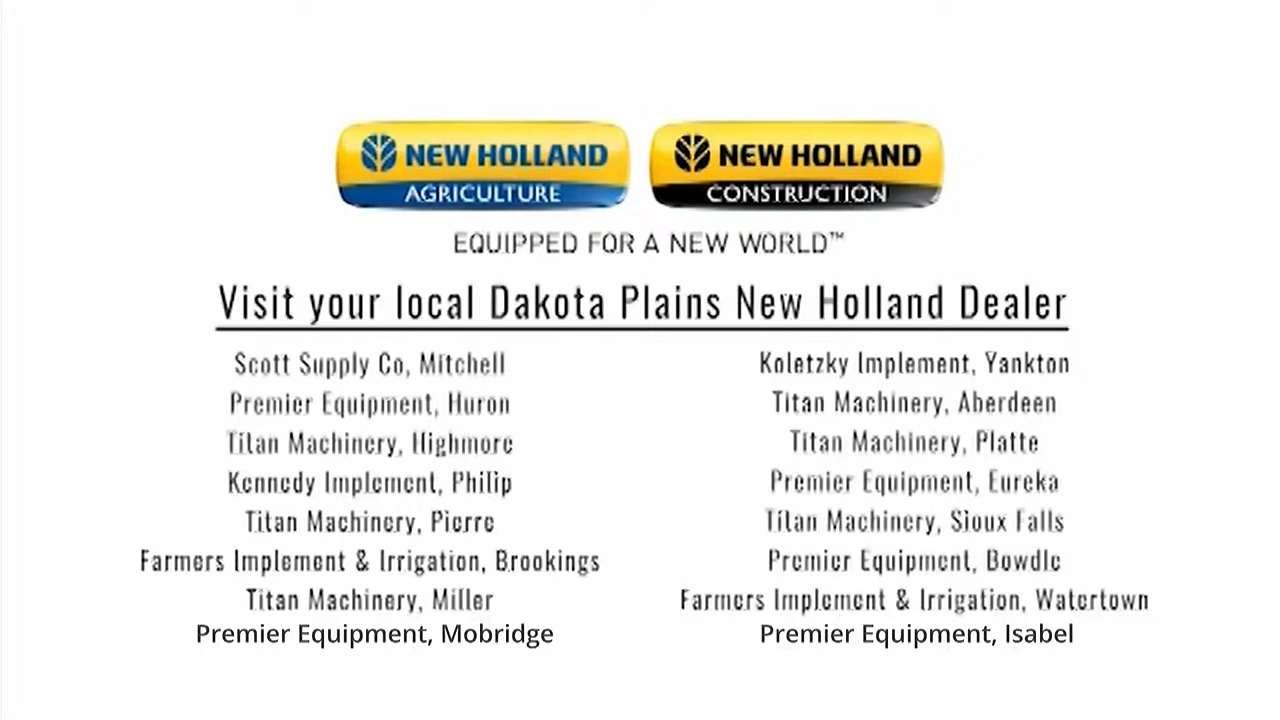 NEW HOLLAND
AGRICULTURE
NEW HOLLAND
CONSTRUCTION
EQUIPPED FOR A NEW WORLD™
Visit your local Dakota Plains New Holland Dealer
Scott Supply Co, Mitchell
Premier Equipment, Huron
Titan Machinery, Highmore
Kennedy Implement, Philip
Titan Machinery, Pierre
Farmers Implement & Irrigation, Brookings
Titan Machinery, Miller
Premier Equipment, Mobridge
Koletzky Implement, Yankton
Titan Machinery, Aberdeen
Titan Machinery, Platte
Premier Equipment, Eureka
Titan Machinery, Sioux Falls
Premier Equipment, Bowdle
Farmers Implement & Irrigation, Watertown
Premier Equipment, Isabel